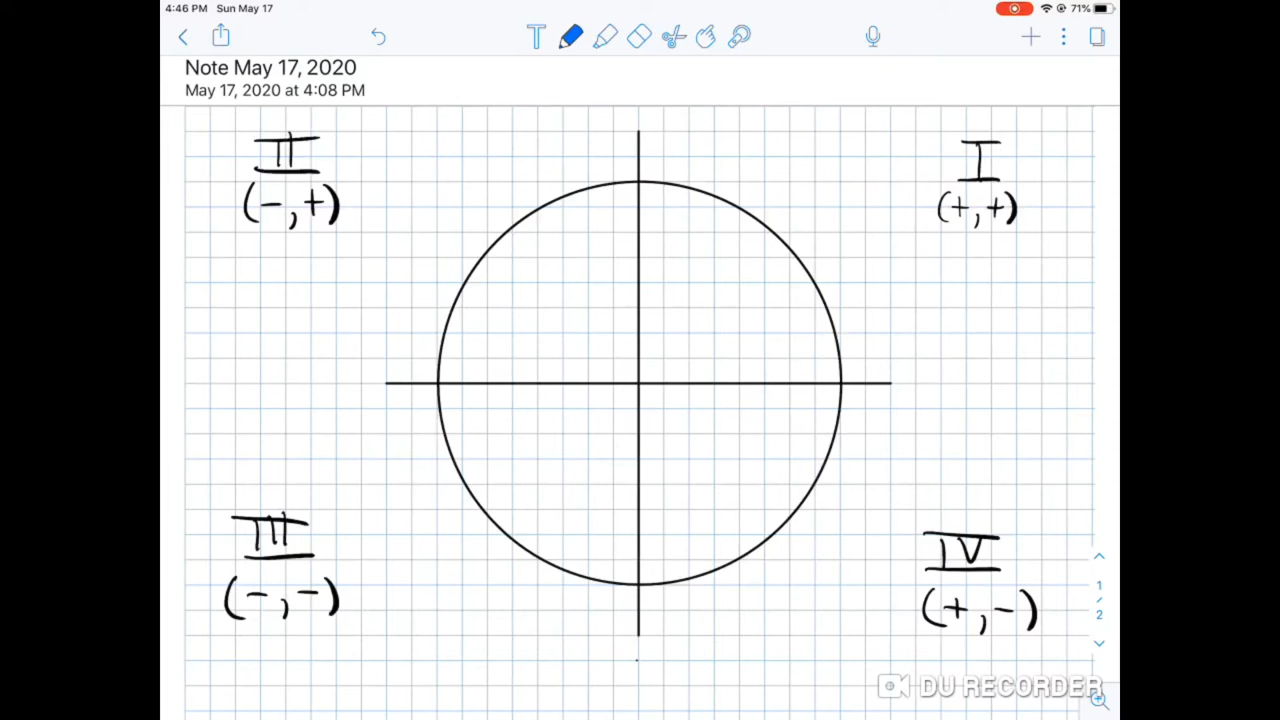 4:46 PM Sun May 17
71%
T
Note May 17, 2020
May 17, 2020 at 4:08 PM
II
(-,+)
I
(+,+)
III
(-,-)
IV
(+,-)
1
2
DU RECORDER